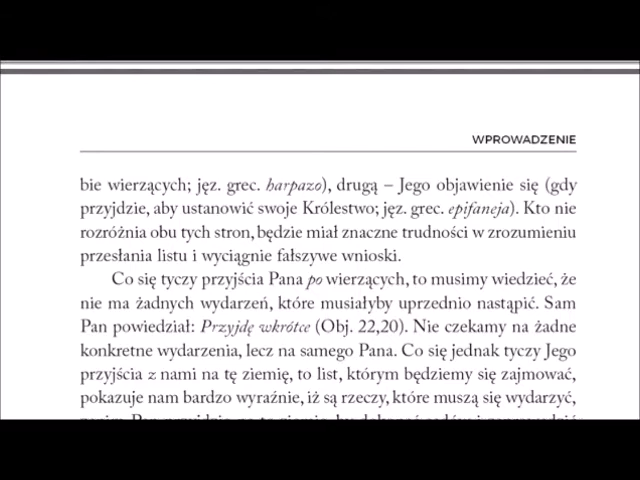 WPROWADZENIE
bie wierzących; jęz. grec. harpazo), drugą – Jego objawienie się (gdy
przyjdzie, aby ustanowić swoje Królestwo; jęz. grec. epifaneja). Kto nie
rozróżnia obu tych stron, będzie miał znaczne trudności w zrozumieniu
przesłania listu i wyciągnie fałszywe wnioski.
Co się tyczy przyjścia Pana po wierzących, to musimy wiedzieć, że
nie ma żadnych wydarzeń, które musiałyby uprzednio nastąpić. Sam
Pan powiedział: Przyjdę wkrótce (Obj. 22,20). Nie czekamy na żadne
konkretne wydarzenia, lecz na samego Pana. Co się jednak tyczy Jego
przyjścia z nami na tę ziemię, to list, którym będziemy się zajmować,
pokazuje nam bardzo wyraźnie, iż są rzeczy, które muszą się wydarzyć,